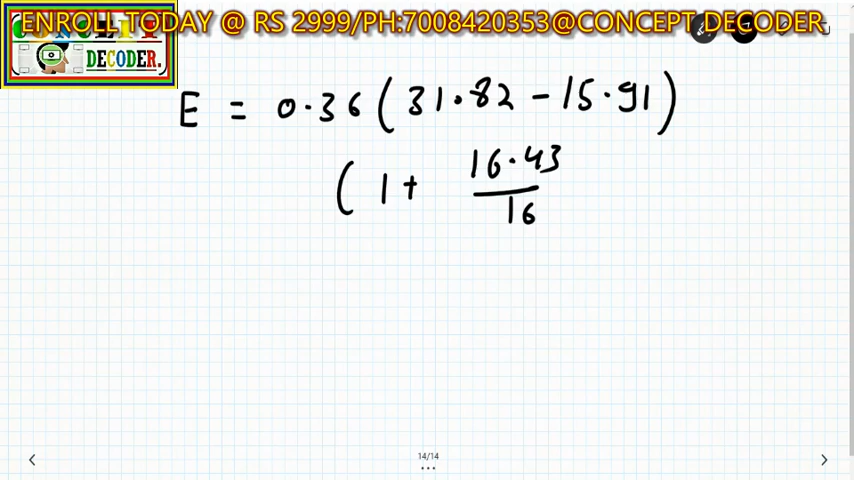 ENROLL TODAY @ RS 2999/PH:7008420353@CONCEPT DECODER.
DECODER.
E = 0.36 ( 31.82 - 15.91 )
( 1 + 16.43
16
14/14